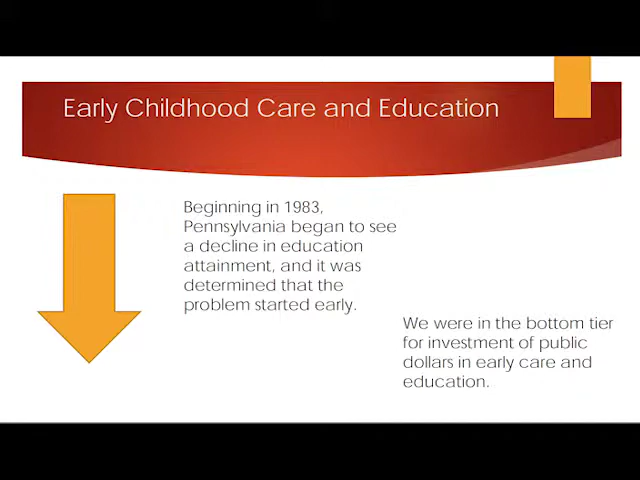 Early Childhood Care and Education
Beginning in 1983,
Pennsylvania began to see
a decline in education
attainment, and it was
determined that the
problem started early.
We were in the bottom tier
for investment of public
dollars in early care and
education.